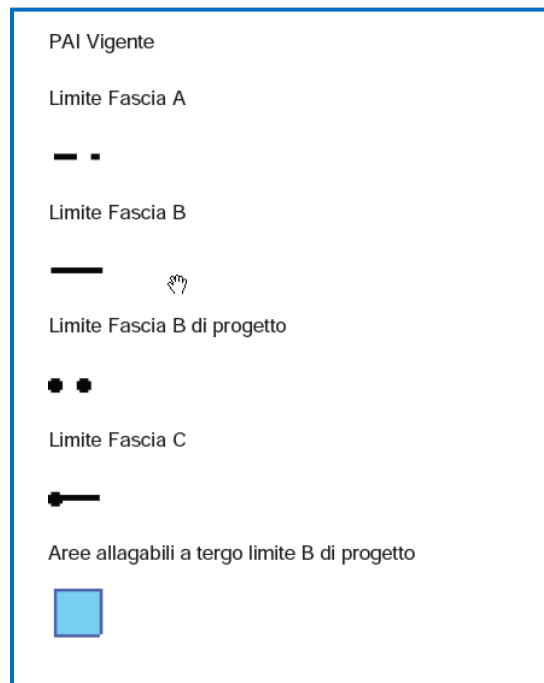 PAI Vigente
Limite Fascia A
Limite Fascia B
Limite Fascia B di progetto
Limite Fascia C
Aree allagabili a tergo limite B di progetto